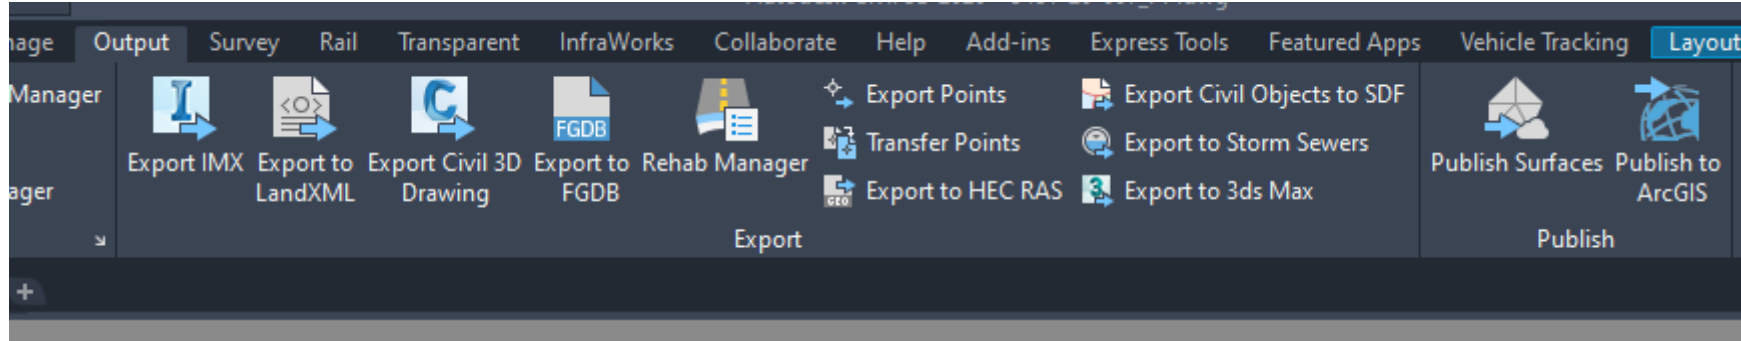 Output Survey Rail Transparent InfraWorks Collaborate Help Add-ins Express Tools Featured Apps Vehicle Tracking Layout
Manager
Export IMX
Export to
LandXML
Export Civil 3D
Drawing
FGDB
Export to
FGDB
Rehab Manager
Export Points
Transfer Points
GEO
Export to HEC RAS
Export Civil Objects to SDF
Export to Storm Sewers
Export to 3ds Max
Publish Surfaces
Publish to
ArcGIS
ager
Export
Publish